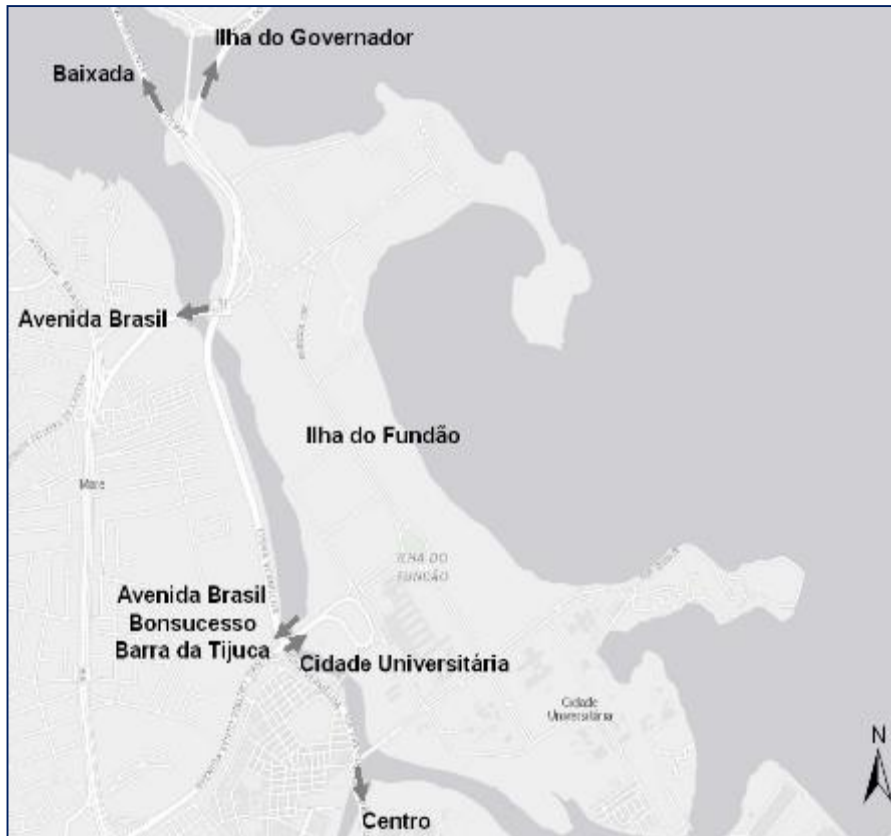 Ilha do Governador
Baixada
Avenida Brasil
Ilha do Fundão
Maré
ILHA DO
FUNDÃO
Avenida Brasil
Bonsucesso
Barra da Tijuca
Cidade Universitária
Cidade
Universitária
N
Centro